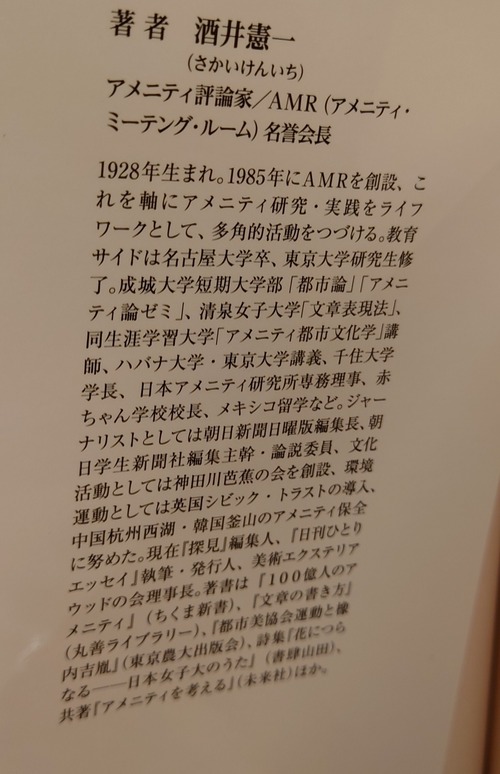 著者　酒井憲一
（さかいけんいち）
アメニティ評論家／AMR（アメニティ・
ミーテング・ルーム）名誉会長
1928年生まれ。1985年にAMRを創設、こ
れを軸にアメニティ研究・実践をライフ
ワークとして、多角的活動をつづける。教育
サイドは名古屋大学卒、東京大学研究生修
了。成城大学短期大学部「都市論」「アメニ
ティ論ゼミ」、清泉女子大学「文章表現法」、
同生涯学習大学「アメニティ都市文化学」講
師、ハバナ大学・東京大学講義、千住大学
学長、日本アメニティ研究所専務理事、赤
ちゃん学校校長、メキシコ留学など。ジャー
ナリストとしては朝日新聞日曜版編集長、朝
日学生新聞社編集主幹・論説委員、文化
活動としては神田川芭蕉の会を創設、環境
運動としては英国シビック・トラストの導入、
中国杭州西湖・韓国釜山のアメニティ保全
に努めた。現在『探見』編集人、『日刊ひとり
エッセイ』執筆・発行人、美術エクステリア
ウッドの会理事長。著書は『100億人のア
メニティ』（ちくま新書）、『文章の書き方』
（丸善ライブラリー）、『都市美協会運動と橡
内吉胤』（東京農大出版会）、詩集『花につら
なる――日本女子大のうた』（書肆山田）、
共著『アメニティを考える』（未来社）ほか。